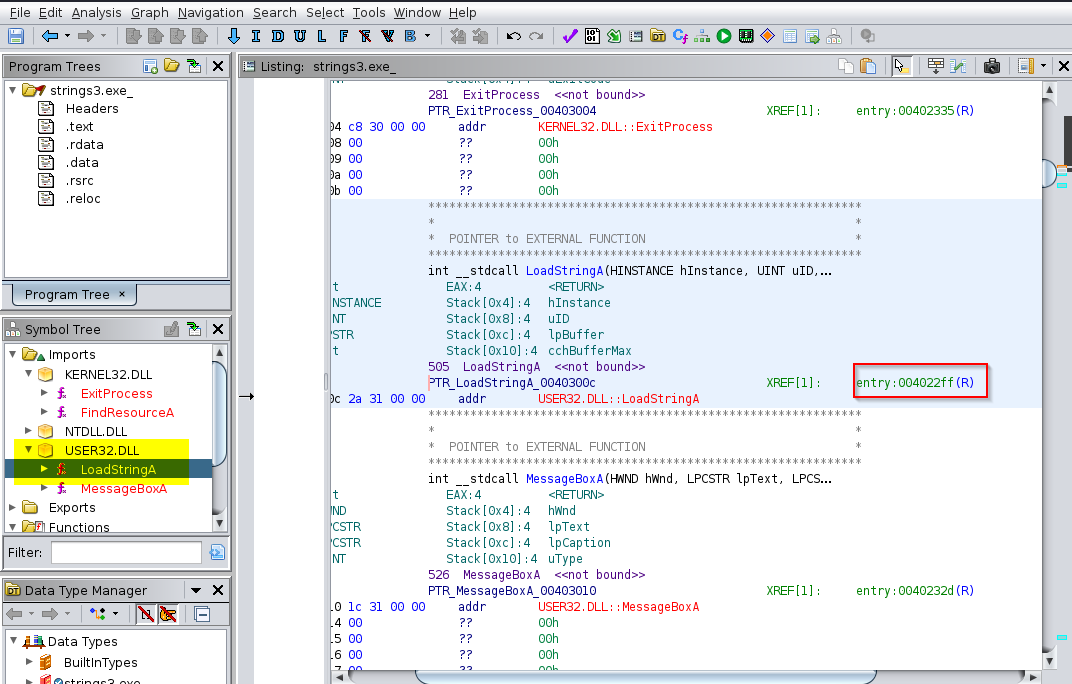 File Edit Analysis Graph Navigation Search Select Tools Window Help
I D U L F B
Program Trees
strings3.exe_
Headers
.text
.rdata
.data
.rsrc
.reloc
Program Tree ×
Symbol Tree
Imports
KERNEL32.DLL
ExitProcess
FindResourceA
NTDLL.DLL
USER32.DLL
LoadStringA
MessageBoxA
Exports
Functions
Filter:
Data Type Manager
Data Types
BuiltInTypes
strings3.exe
Listing: strings3.exe_
281 ExitProcess <<not bound>>
PTR_ExitProcess_00403004 XREF[1]: entry:00402335(R)
04 c8 30 00 00 addr KERNEL32.DLL::ExitProcess
08 00 ?? 00h
09 00 ?? 00h
0a 00 ?? 00h
0b 00 ?? 00h
**************************************************************
* *
* POINTER to EXTERNAL FUNCTION *
**************************************************************
int __stdcall LoadStringA(HINSTANCE hInstance, UINT uID,...
t EAX:4 <RETURN>
NSTANCE Stack[0x4]:4 hInstance
NT Stack[0x8]:4 uID
PSTR Stack[0xc]:4 lpBuffer
t Stack[0x10]:4 cchBufferMax
505 LoadStringA <<not bound>>
PTR_LoadStringA_0040300c XREF[1]: entry:004022ff(R)
0c 2a 31 00 00 addr USER32.DLL::LoadStringA
**************************************************************
* *
* POINTER to EXTERNAL FUNCTION *
**************************************************************
int __stdcall MessageBoxA(HWND hWnd, LPCSTR lpText, LPCS...
t EAX:4 <RETURN>
WND Stack[0x4]:4 hWnd
PCSTR Stack[0x8]:4 lpText
PCSTR Stack[0xc]:4 lpCaption
NT Stack[0x10]:4 uType
526 MessageBoxA <<not bound>>
PTR_MessageBoxA_00403010 XREF[1]: entry:0040232d(R)
10 1c 31 00 00 addr USER32.DLL::MessageBoxA
14 00 ?? 00h
15 00 ?? 00h
16 00 ?? 00h